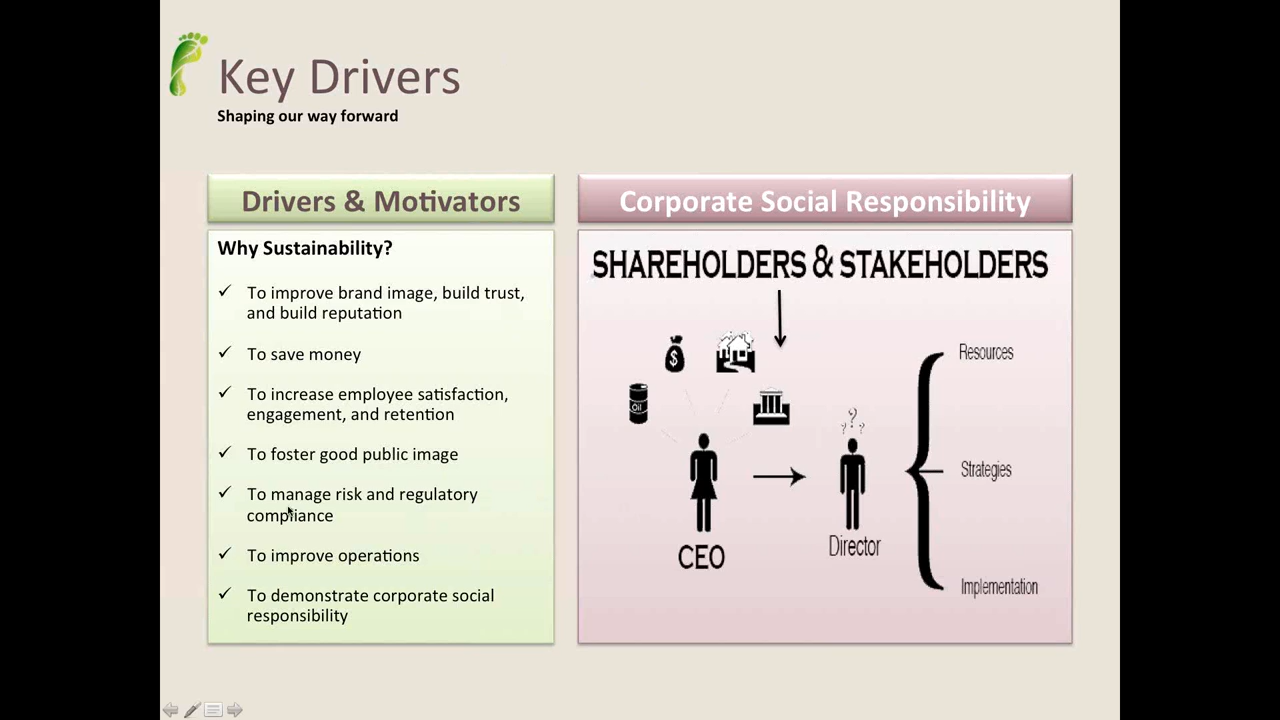 Key Drivers
Shaping our way forward
Drivers & Motivators
Why Sustainability?
✓ To improve brand image, build trust,
and build reputation
✓ To save money
✓ To increase employee satisfaction,
engagement, and retention
✓ To foster good public image
✓ To manage risk and regulatory
compliance
✓ To improve operations
✓ To demonstrate corporate social
responsibility
Corporate Social Responsibility
SHAREHOLDERS & STAKEHOLDERS
$
Oil
???
CEO
Director
Resources
Strategies
Implementation